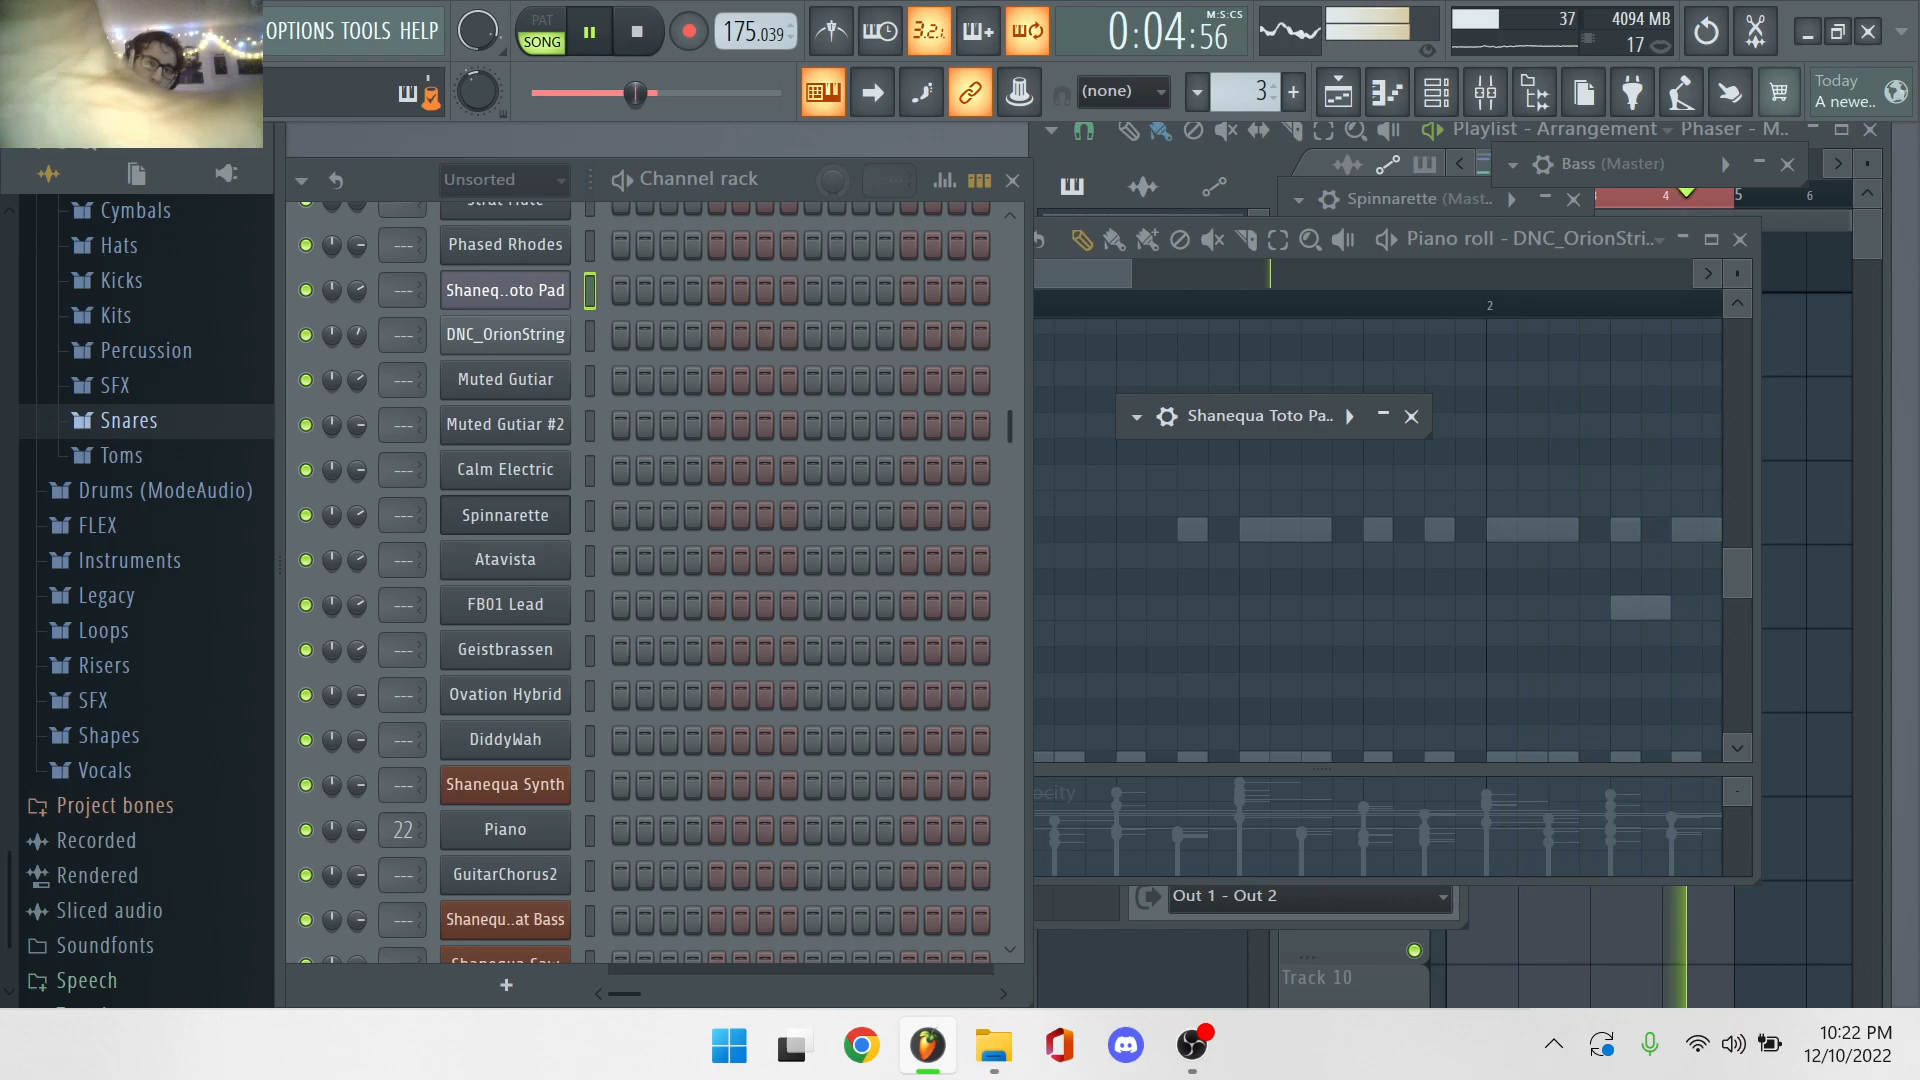 OPTIONS TOOLS HELP
PAT
SONG
175.039
3.2.
0:04:56
M:S:CS
37
4094 MB
17
(none)
3
Today
A newe..
Playlist - Arrangement
Phaser - M..
Unsorted
Channel rack
Bass (Master)
Spinnarette (Mast..
4
5
6
Piano roll - DNC_OrionStri..
2
Cymbals
Hats
Kicks
Kits
Percussion
SFX
Snares
Toms
Drums (ModeAudio)
FLEX
Instruments
Legacy
Loops
Risers
SFX
Shapes
Vocals
Project bones
Recorded
Rendered
Sliced audio
Soundfonts
Speech
Phased Rhodes
Shaneq..oto Pad
DNC_OrionString
Muted Gutiar
Muted Gutiar #2
Calm Electric
Spinnarette
Atavista
FB01 Lead
Geistbrassen
Ovation Hybrid
DiddyWah
Shanequa Synth
22
Piano
GuitarChorus2
Shanequ..at Bass
Shanequa Toto Pa..
ocity
Out 1 - Out 2
Track 10
10:22 PM
12/10/2022